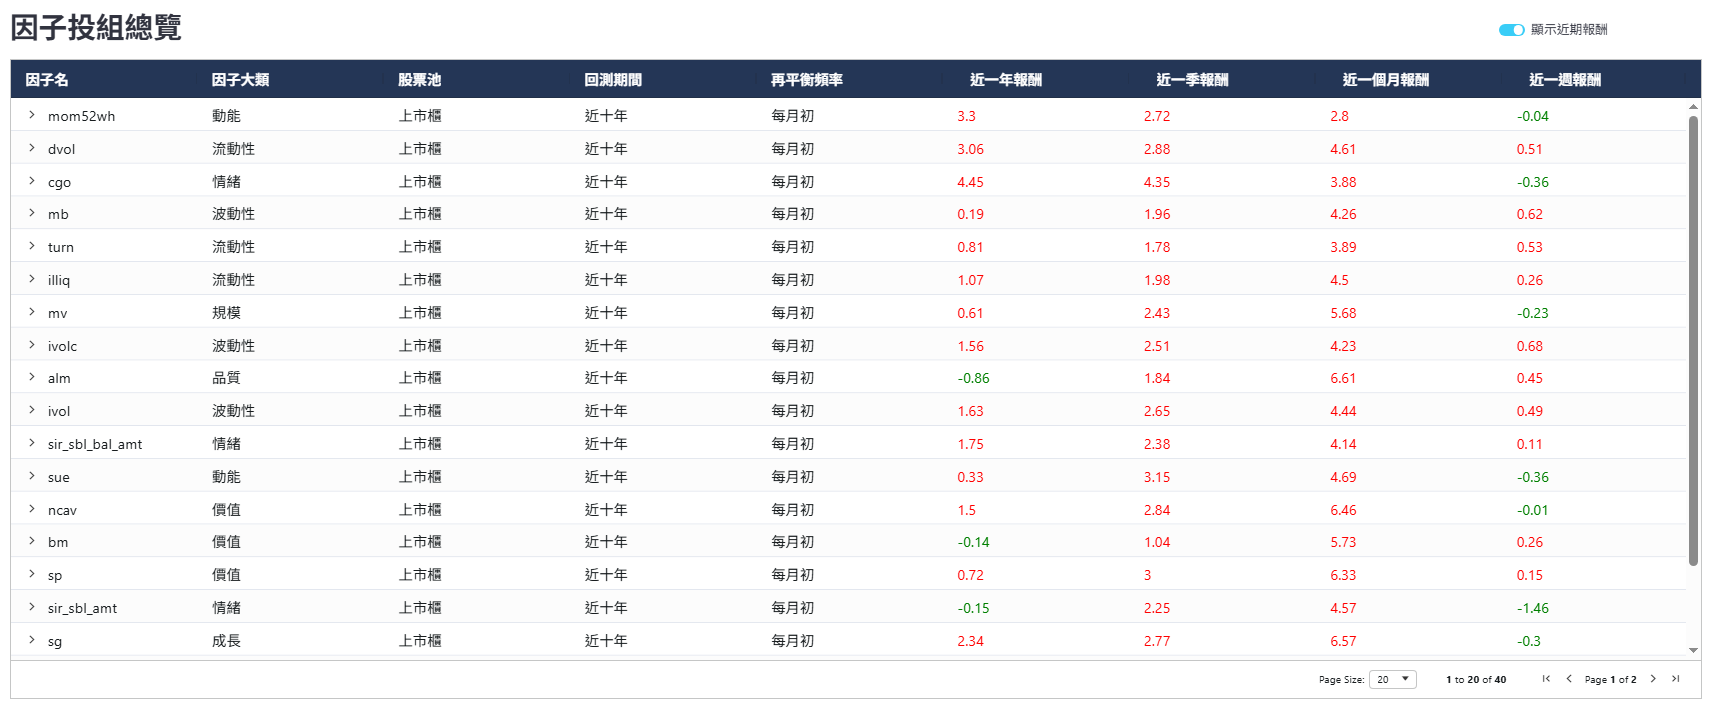 因子投組總覽
顯示近期報酬
因子名 因子大類 股票池 回測期間 再平衡頻率 近一年報酬 近一季報酬 近一個月報酬 近一週報酬
mom52wh 動能 上市櫃 近十年 每月初 3.3 2.72 2.8 -0.04
dvol 流動性 上市櫃 近十年 每月初 3.06 2.88 4.61 0.51
cgo 情緒 上市櫃 近十年 每月初 4.45 4.35 3.88 -0.36
mb 波動性 上市櫃 近十年 每月初 0.19 1.96 4.26 0.62
turn 流動性 上市櫃 近十年 每月初 0.81 1.78 3.89 0.53
illiq 流動性 上市櫃 近十年 每月初 1.07 1.98 4.5 0.26
mv 規模 上市櫃 近十年 每月初 0.61 2.43 5.68 -0.23
ivolc 波動性 上市櫃 近十年 每月初 1.56 2.51 4.23 0.68
alm 品質 上市櫃 近十年 每月初 -0.86 1.84 6.61 0.45
ivol 波動性 上市櫃 近十年 每月初 1.63 2.65 4.44 0.49
sir_sbl_bal_amt 情緒 上市櫃 近十年 每月初 1.75 2.38 4.14 0.11
sue 動能 上市櫃 近十年 每月初 0.33 3.15 4.69 -0.36
ncav 價值 上市櫃 近十年 每月初 1.5 2.84 6.46 -0.01
bm 價值 上市櫃 近十年 每月初 -0.14 1.04 5.73 0.26
sp 價值 上市櫃 近十年 每月初 0.72 3 6.33 0.15
sir_sbl_amt 情緒 上市櫃 近十年 每月初 -0.15 2.25 4.57 -1.46
sg 成長 上市櫃 近十年 每月初 2.34 2.77 6.57 -0.3
Page Size: 20 1 to 20 of 40 Page 1 of 2